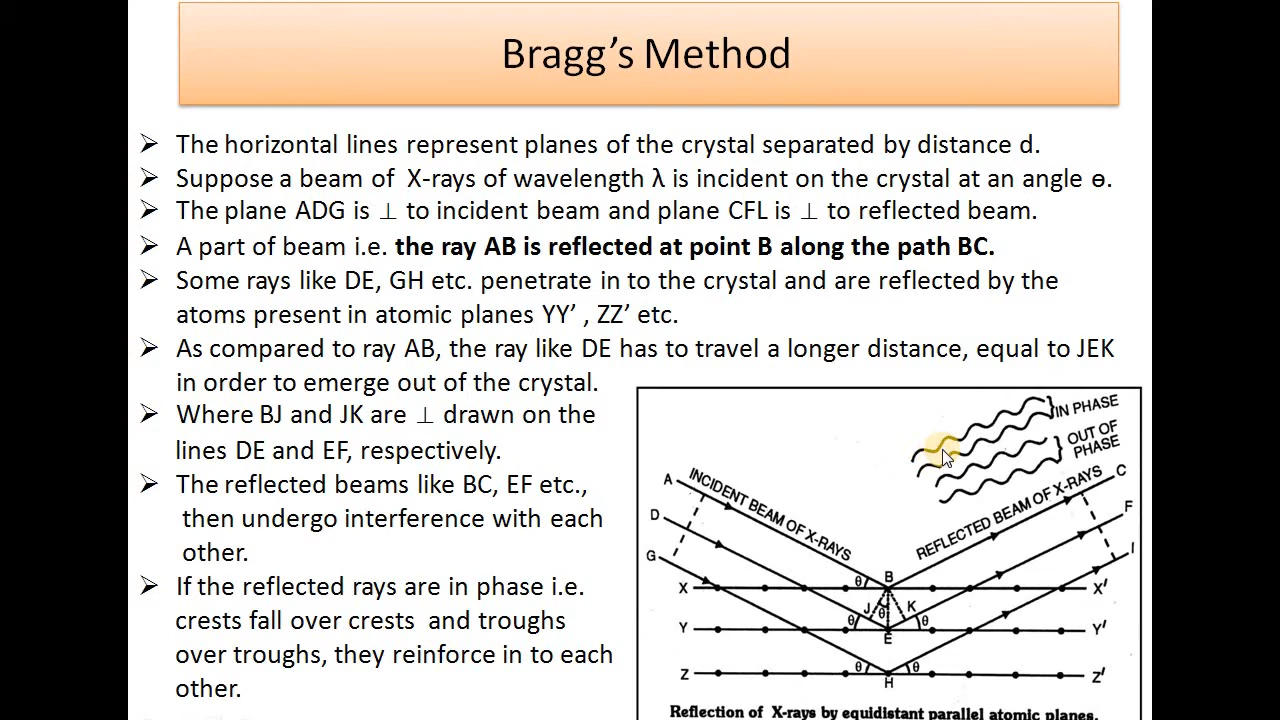 Bragg's Method
➢ The horizontal lines represent planes of the crystal separated by distance d.
➢ Suppose a beam of X-rays of wavelength λ is incident on the crystal at an angle ɵ.
➢ The plane ADG is ⊥ to incident beam and plane CFL is ⊥ to reflected beam.
➢ A part of beam i.e. the ray AB is reflected at point B along the path BC.
➢ Some rays like DE, GH etc. penetrate in to the crystal and are reflected by the
atoms present in atomic planes YY' , ZZ' etc.
➢ As compared to ray AB, the ray like DE has to travel a longer distance, equal to JEK
in order to emerge out of the crystal.
➢ Where BJ and JK are ⊥ drawn on the
lines DE and EF, respectively.
➢ The reflected beams like BC, EF etc.,
then undergo interference with each
other.
➢ If the reflected rays are in phase i.e.
crests fall over crests and troughs
over troughs, they reinforce in to each
other.
IN PHASE
OUT OF
PHASE
A
INCIDENT BEAM OF X-RAYS
REFLECTED BEAM OF X-RAYS
C
D
F
G
I
θ
B
X
X'
J
θ
K
Y
θ
E
θ
Y'
Z
θ
H
θ
Z'
Reflection of X-rays by equidistant parallel atomic planes.